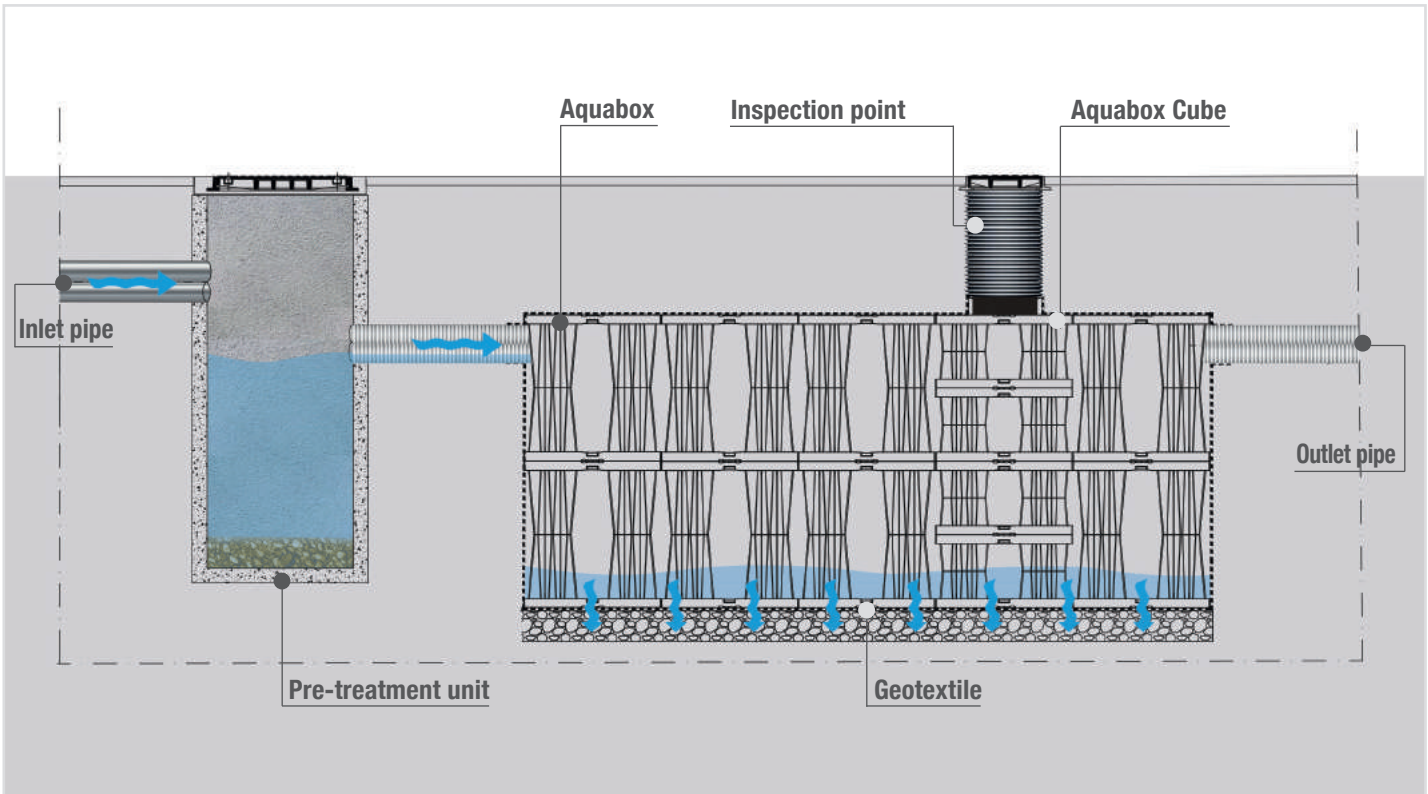 Aquabox
Inspection point
Aquabox Cube
Inlet pipe
Outlet pipe
Pre-treatment unit
Geotextile